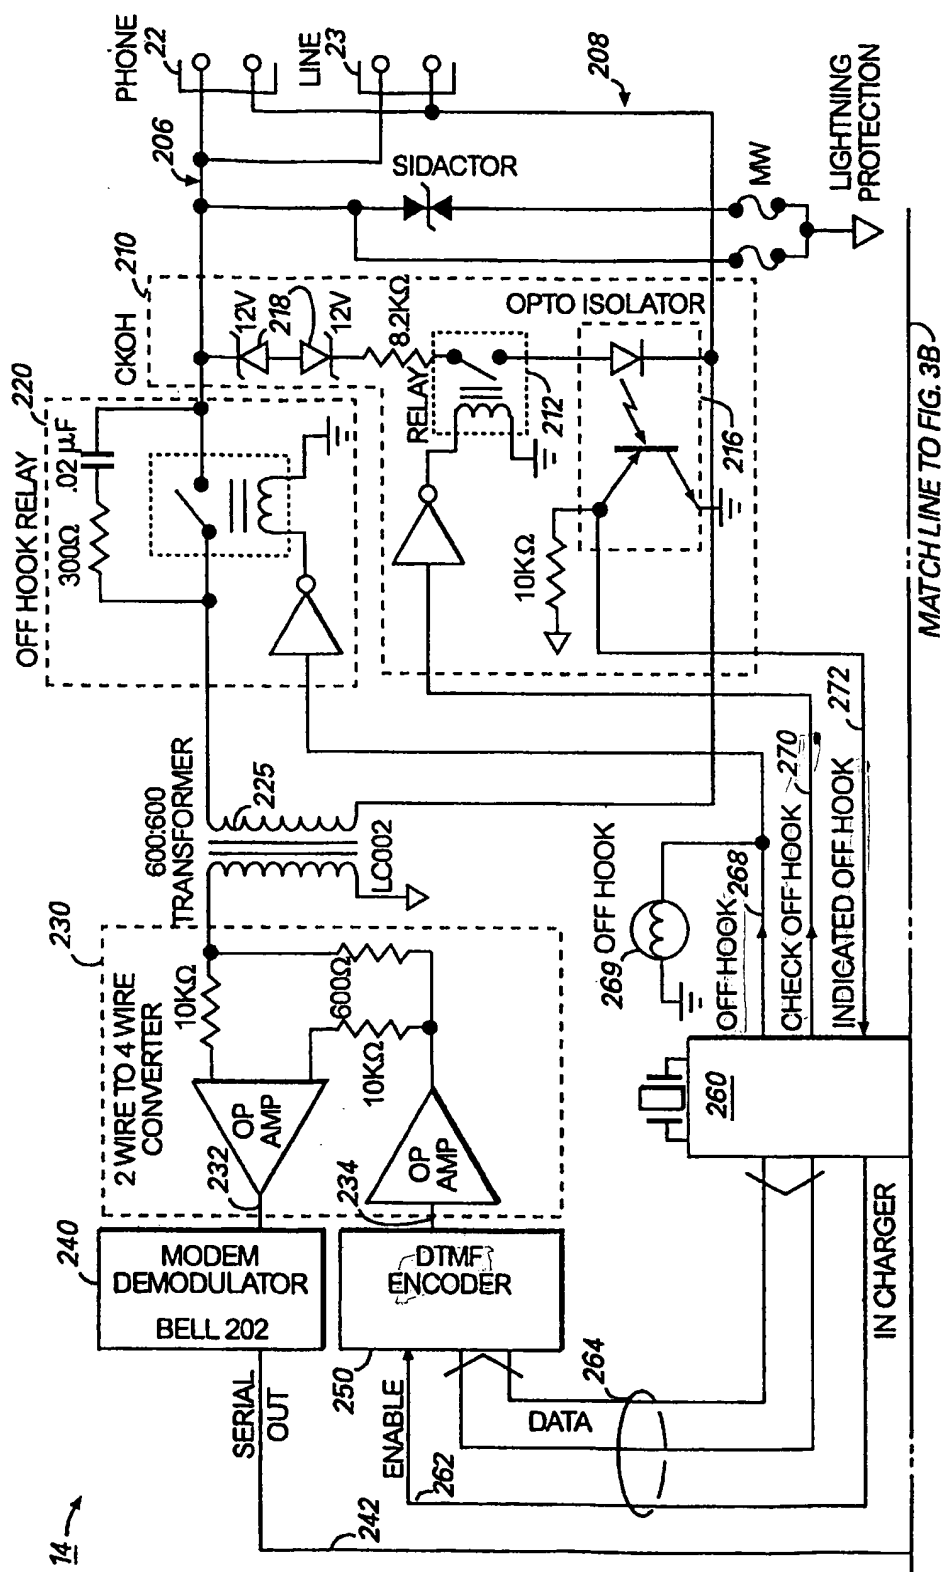 14
240
MODEM
DEMODULATOR
BELL 202
SERIAL
OUT
242
230
2 WIRE TO 4 WIRE
CONVERTER
10KΩ
OP
AMP
232
600Ω
10KΩ
OP
AMP
234
DTMF
ENCODER
250
ENABLE
262
DATA
264
600:600
TRANSFORMER
225
LC002
220
OFF HOOK RELAY
300Ω
.02 µF
CKOH
210
12V
218
12V
8.2KΩ
RELAY
212
OPTO ISOLATOR
216
10KΩ
206
PHONE
22
LINE
23
208
SIDACTOR
MW
LIGHTNING
PROTECTION
269
OFF HOOK
OFF HOOK
268
CHECK OFF HOOK
270
INDICATED OFF HOOK
272
260
IN CHARGER
MATCH LINE TO FIG. 3B